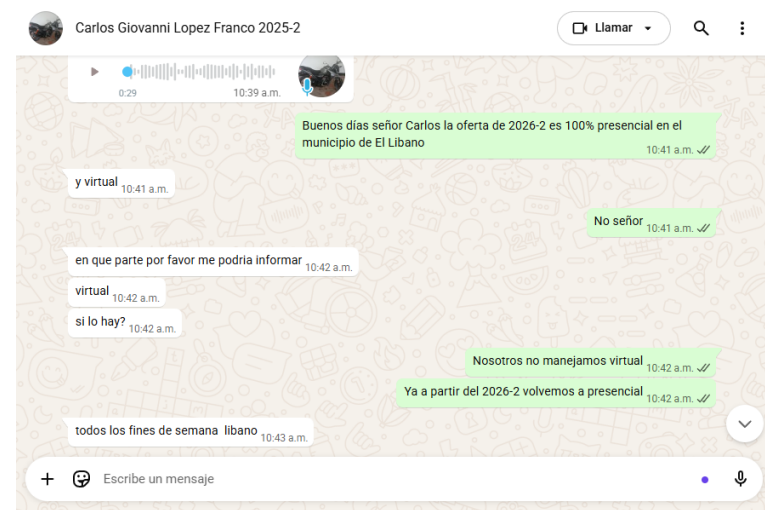 Carlos Giovanni Lopez Franco 2025-2
Llamar
0:29
10:39 a.m.
Buenos días señor Carlos la oferta de 2026-2 es 100% presencial en el
municipio de El Libano
10:41 a.m.
y virtual 10:41 a.m.
No señor 10:41 a.m.
en que parte por favor me podria informar 10:42 a.m.
virtual 10:42 a.m.
si lo hay? 10:42 a.m.
Nosotros no manejamos virtual 10:42 a.m.
Ya a partir del 2026-2 volvemos a presencial 10:42 a.m.
todos los fines de semana  libano 10:43 a.m.
Escribe un mensaje